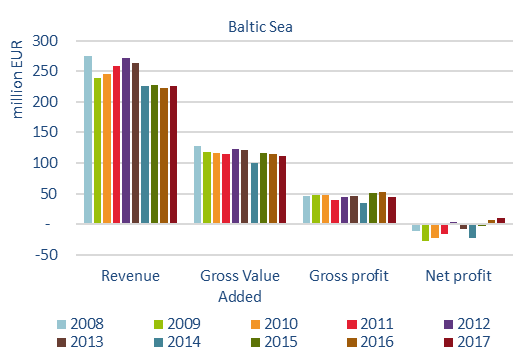 Baltic Sea
million EUR
300
250
200
150
100
50
-
-50
Revenue
Gross Value
Added
Gross profit
Net profit
2008
2009
2010
2011
2012
2013
2014
2015
2016
2017